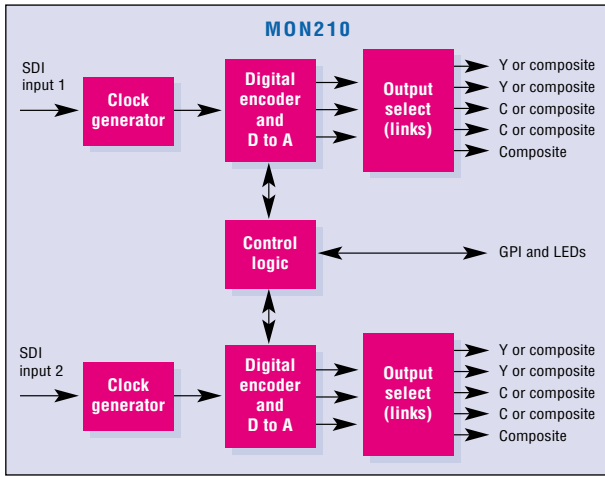 MON210
SDI
input 1
Clock
generator
Digital
encoder
and
D to A
Output
select
(links)
Y or composite
Y or composite
C or composite
C or composite
Composite
Control
logic
GPI and LEDs
SDI
input 2
Clock
generator
Digital
encoder
and
D to A
Output
select
(links)
Y or composite
Y or composite
C or composite
C or composite
Composite